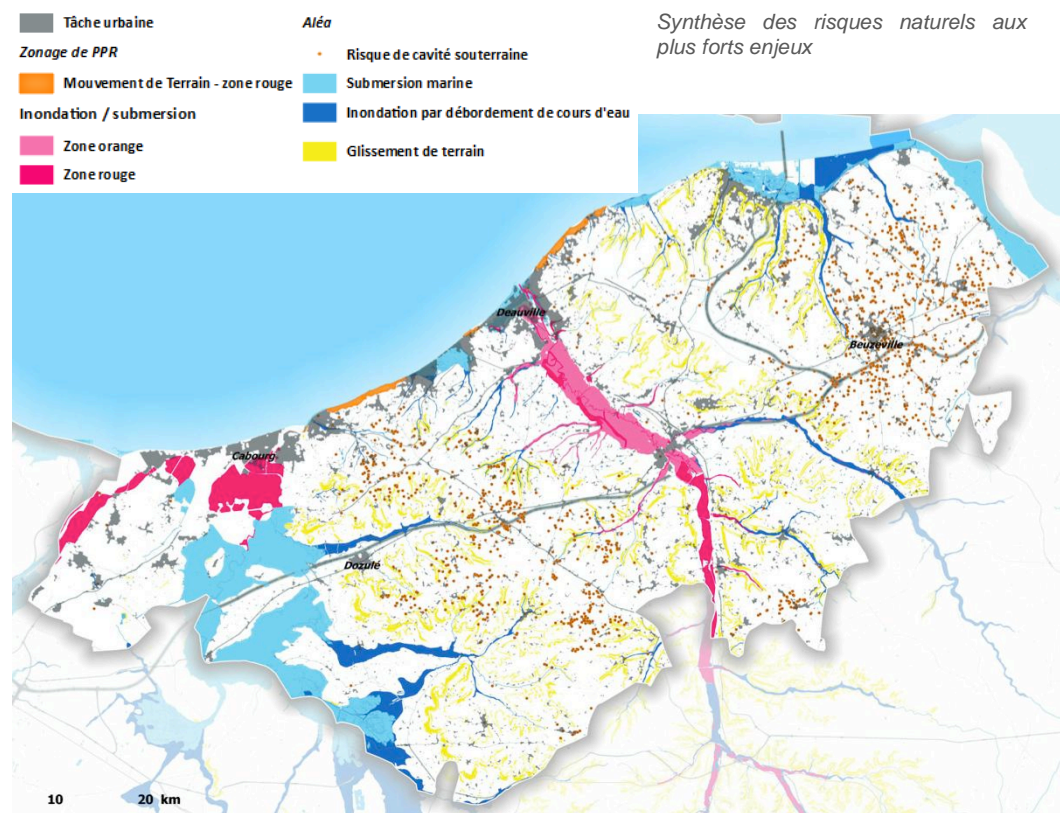 Tâche urbaine
Zonage de PPR
Mouvement de Terrain - zone rouge
Inondation / submersion
Zone orange
Zone rouge
Aléa
Risque de cavité souterraine
Submersion marine
Inondation par débordement de cours d'eau
Glissement de terrain
Synthèse des risques naturels aux
plus forts enjeux
Deauville
Beuzeville
Cabourg
Dozulé
10 20 km